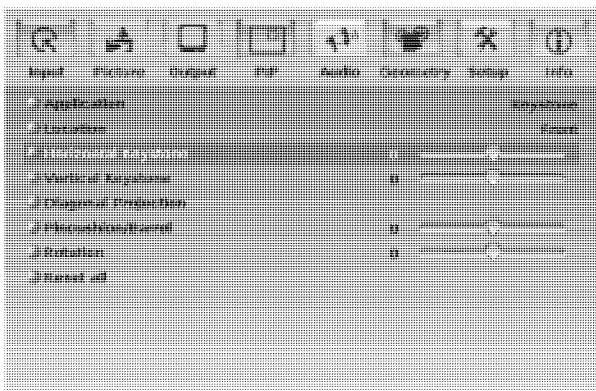 Input Picture Output PIP Audio Geometry Setup Info
Application Keystone
Location Reset
Horizontal Keystone 0
Vertical Keystone 0
Diagonal Projection
Pincushion/Barrel 0
Rotation 0
Reset all